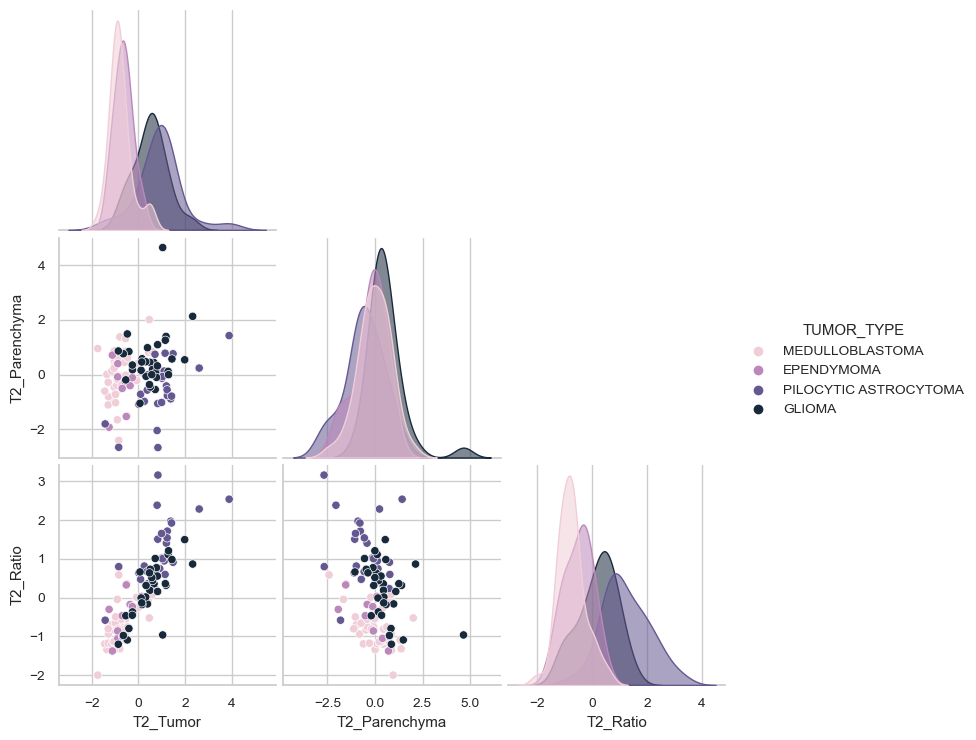 4
2
0
−2
T2_Parenchyma
3
2
1
0
−1
−2
T2_Ratio
−2
0
2
4
T2_Tumor
−2.5
0.0
2.5
5.0
T2_Parenchyma
−2
0
2
4
T2_Ratio
TUMOR_TYPE
MEDULLOBLASTOMA
EPENDYMOMA
PILOCYTIC ASTROCYTOMA
GLIOMA